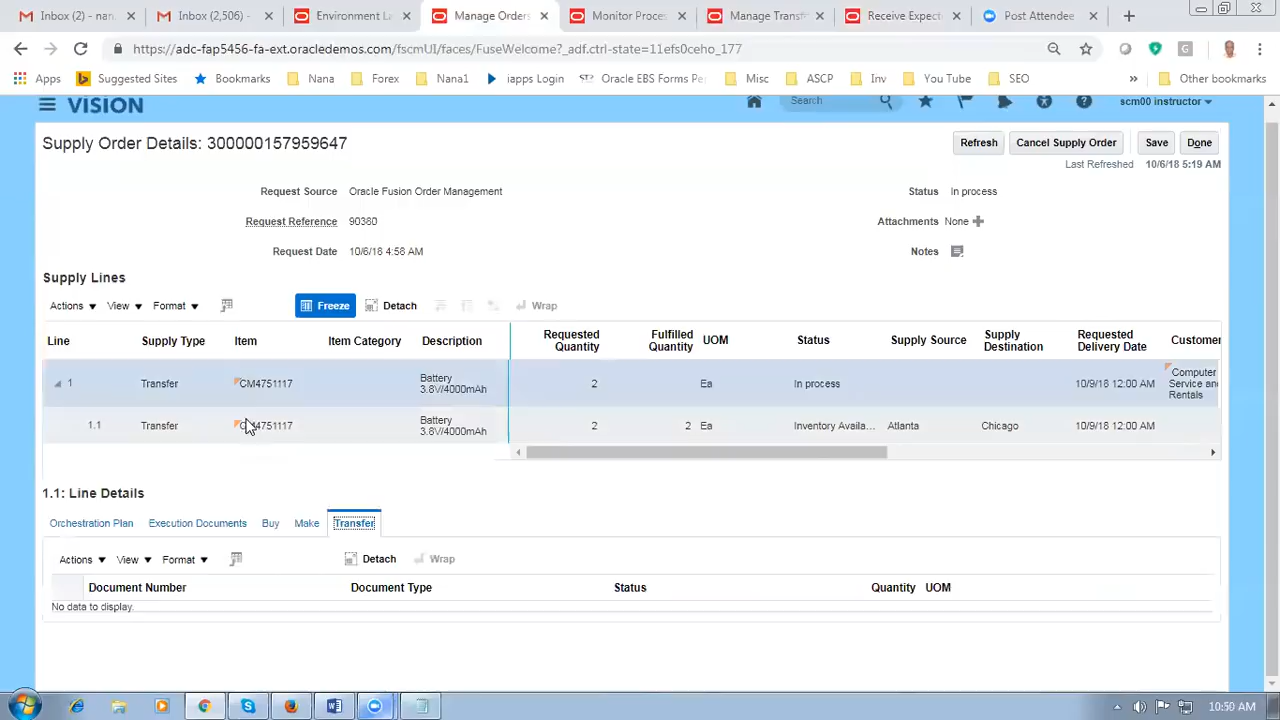 Inbox (2) - nan
Inbox (2,506) -
Environment La
Manage Orders
Monitor Proces
Manage Transf
Receive Expect
Post Attendee
https://adc-fap5456-fa-ext.oracledemos.com/fscmUI/faces/FuseWelcome?_adf.ctrl-state=11efs0ceho_177
Apps Suggested Sites Bookmarks Nana Forex Nana1 iapps Login Oracle EBS Forms Pe Misc ASCP Inv You Tube SEO » Other bookmarks
VISION Search scm00 instructor
Supply Order Details: 300000157959647 Refresh Cancel Supply Order Save Done
Last Refreshed 10/6/18 5:19 AM
Request Source Oracle Fusion Order Management Status In process
Request Reference 90380 Attachments None
Request Date 10/6/18 4:58 AM Notes
Supply Lines
Actions View Format Freeze Detach Wrap
Line Supply Type Item Item Category Description Requested Quantity Fulfilled Quantity UOM Status Supply Source Supply Destination Requested Delivery Date Customer
1 Transfer CM4751117 Battery 3.8V/4000mAh 2 Ea In process 10/9/18 12:00 AM Computer Service and Rentals
1.1 Transfer 4751117 Battery 3.8V/4000mAh 2 2 Ea Inventory Availa... Atlanta Chicago 10/9/18 12:00 AM
1.1: Line Details
Orchestration Plan Execution Documents Buy Make Transfer
Actions View Format Detach Wrap
Document Number Document Type Status Quantity UOM
No data to display.
10:50 AM